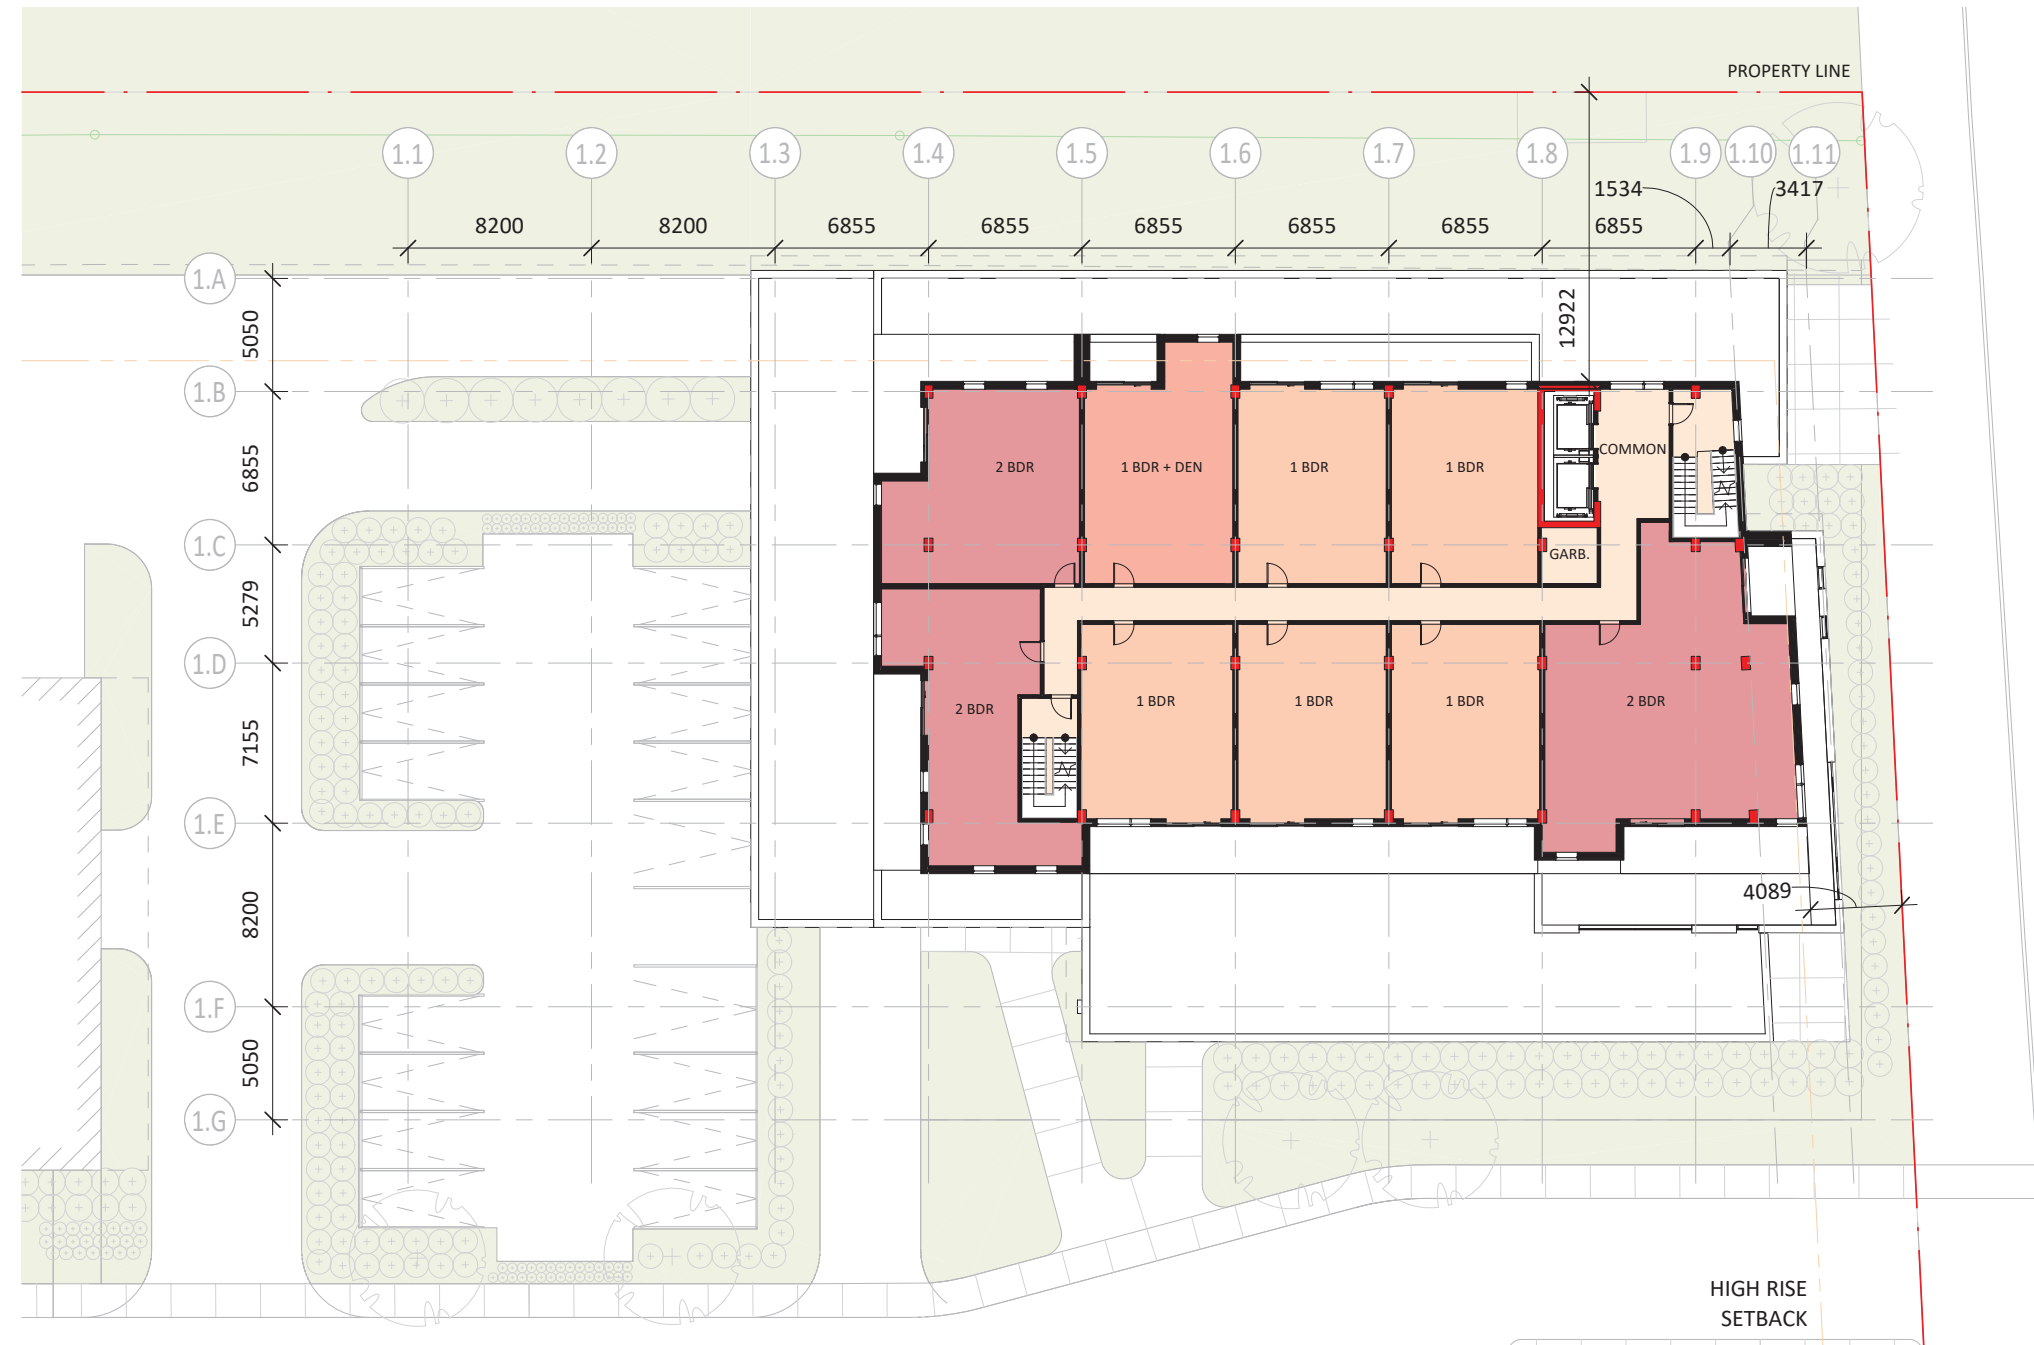 PROPERTY LINE
1.1
1.2
1.3
1.4
1.5
1.6
1.7
1.8
1.9
1.10
1.11
1534
3417
8200
8200
6855
6855
6855
6855
6855
6855
1.A
5050
12922
1.B
6855
2 BDR
1 BDR + DEN
1 BDR
1 BDR
COMMON
1.C
GARB.
5279
1.D
7155
2 BDR
1 BDR
1 BDR
1 BDR
2 BDR
1.E
8200
4089
1.F
5050
1.G
HIGH RISE
SETBACK